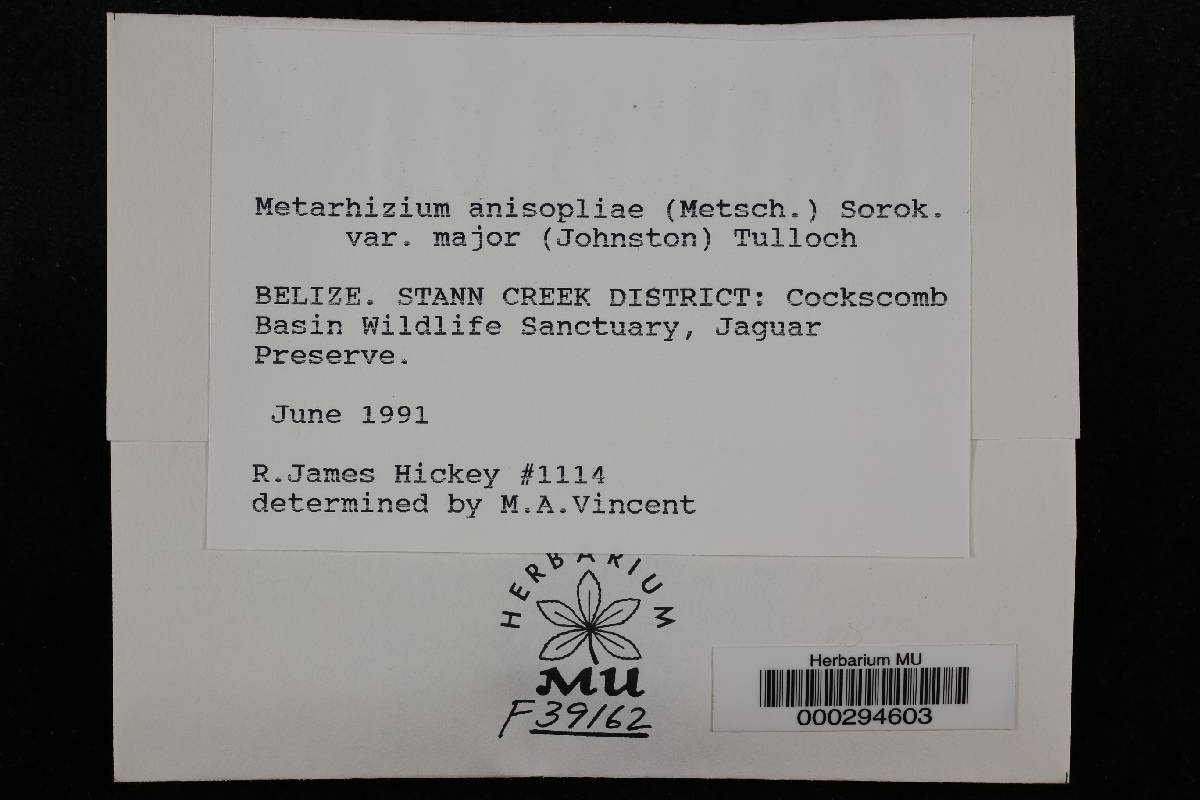 Metarhizium anisopliae (Metsch.) Sorok.
var. major (Johnston) Tulloch
BELIZE. STANN CREEK DISTRICT: Cockscomb
Basin Wildlife Sanctuary, Jaguar
Preserve.
June 1991
R.James Hickey #1114
determined by M.A.Vincent
HERBARIUM
MU
F39162
Herbarium MU
000294603